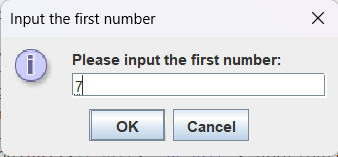 Input the first number
Please input the first number:
7
OK
Cancel